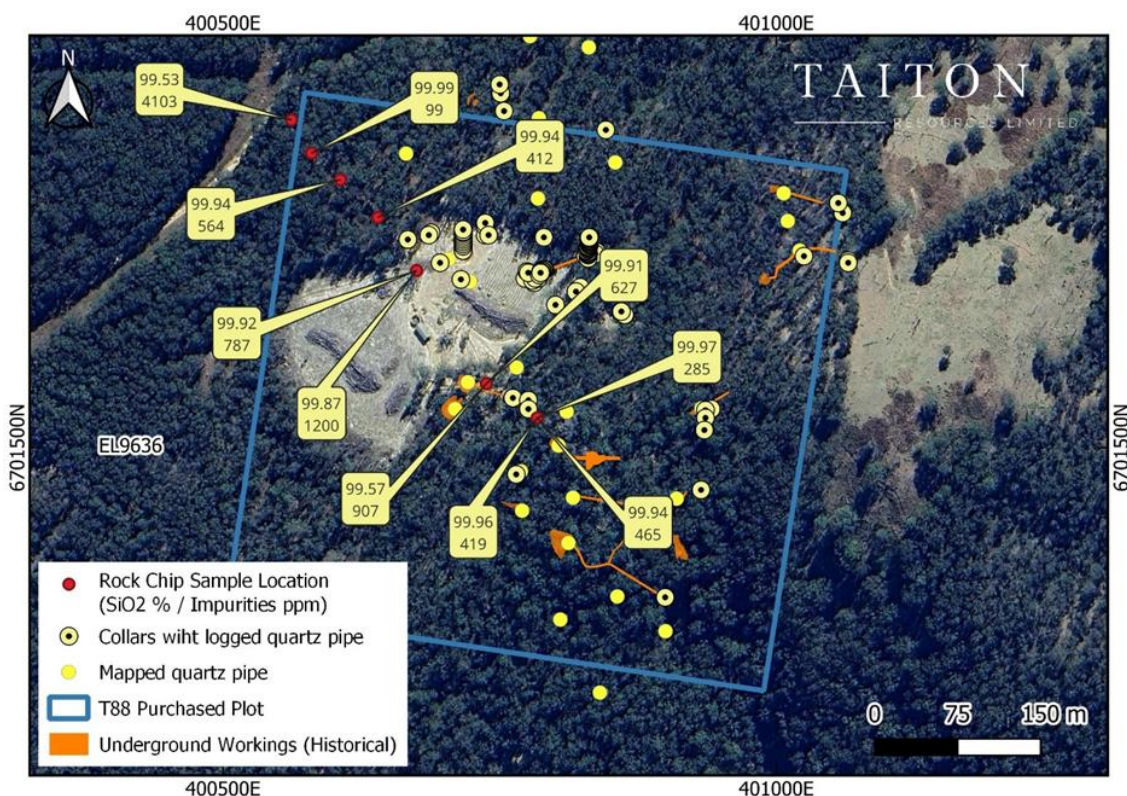 400500E
401000E
N
TAITON
RESOURCES LIMITED
99.53
4103
99.99
99
99.94
412
99.94
564
99.91
627
99.92
787
99.97
285
99.87
1200
6701500N
6701500N
EL9636
99.57
907
99.96
419
99.94
465
Rock Chip Sample Location
(SiO2 % / Impurities ppm)
Collars wiht logged quartz pipe
Mapped quartz pipe
T88 Purchased Plot
Underground Workings (Historical)
0 75 150 m
400500E
401000E